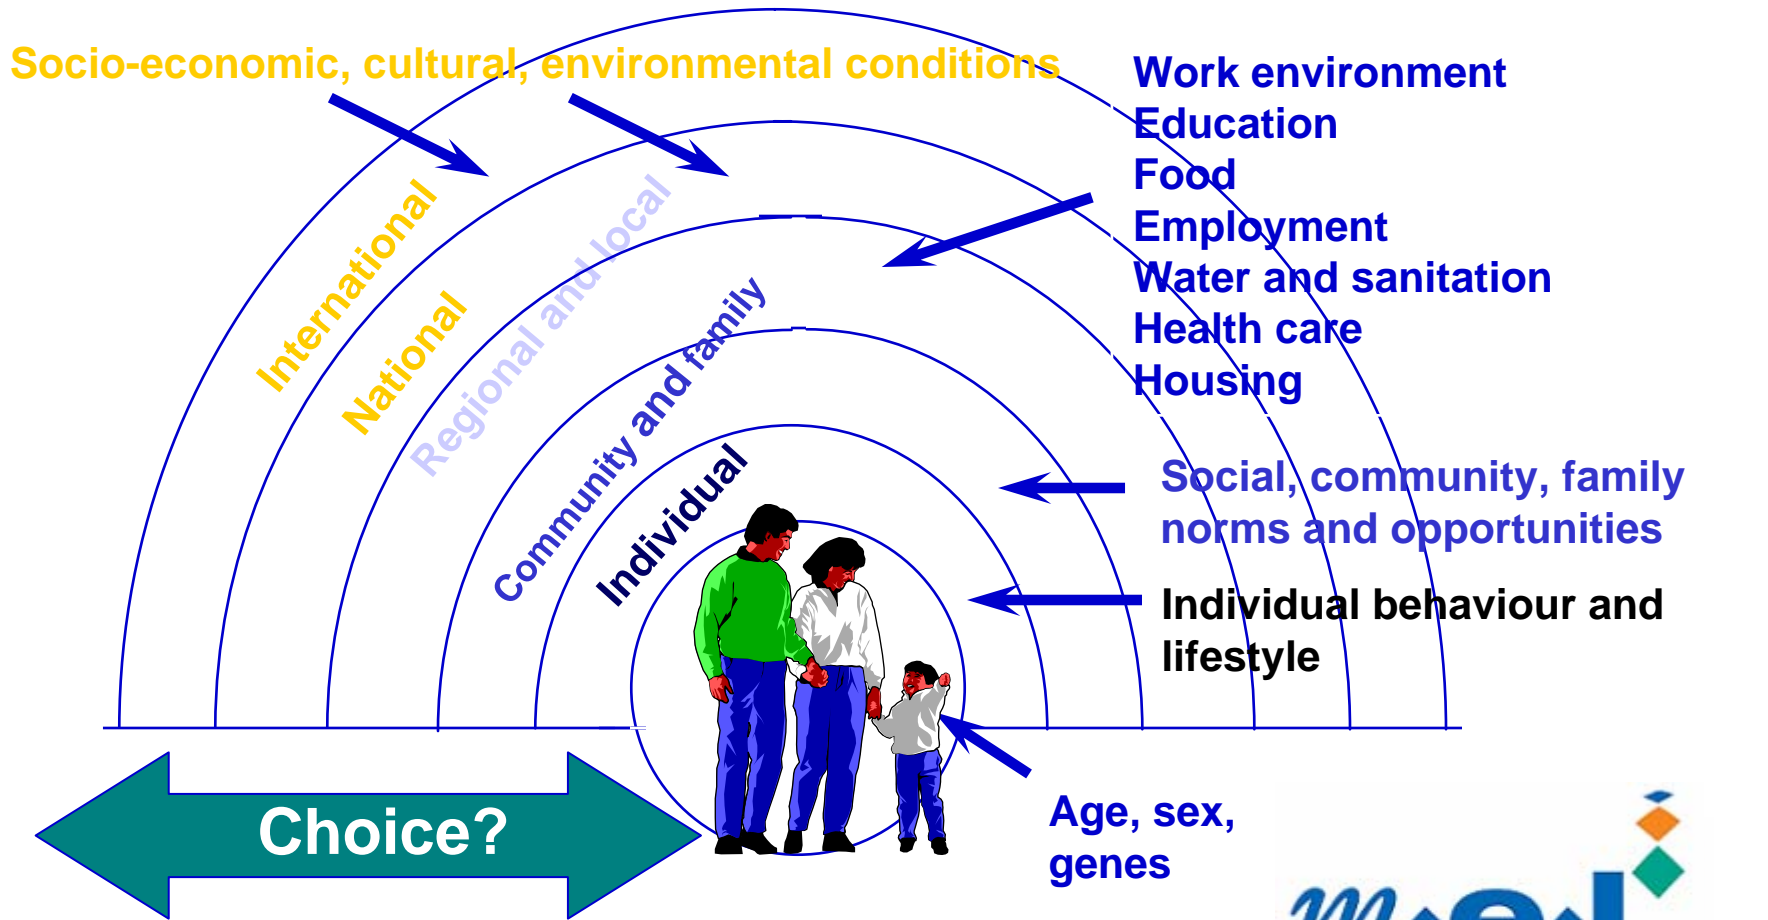 Socio-economic, cultural, environmental conditions
Work environment
Education
Food
Employment
Water and sanitation
Health care
Housing
International
National
Regional and local
Community and family
Individual
Social, community, family
norms and opportunities
Individual behaviour and
lifestyle
Choice?
Age, sex,
genes